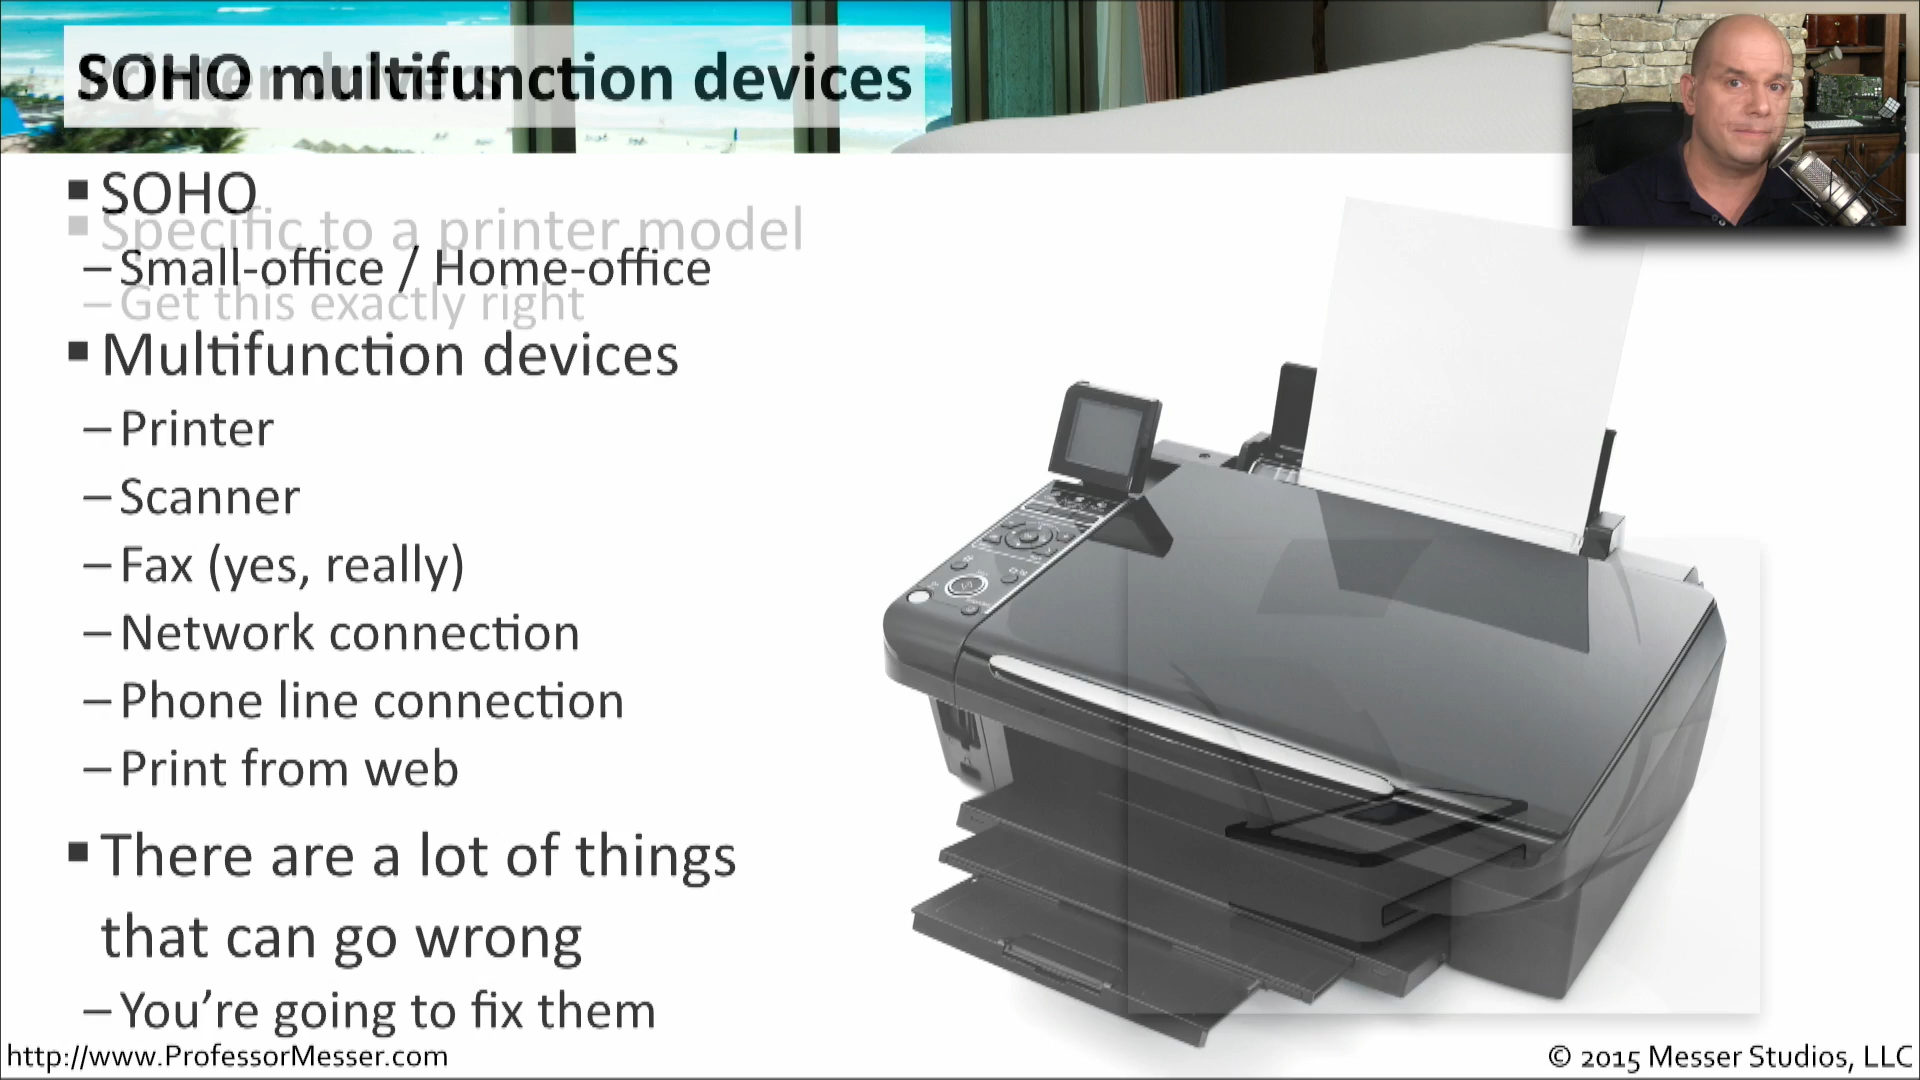 SOHO multifunction devices
Printer drivers
▪ SOHO
▪ Specific to a printer model
– Small-office / Home-office
– Get this exactly right
▪ Multifunction devices
– Printer
– Scanner
– Fax (yes, really)
– Network connection
– Phone line connection
– Print from web
▪ There are a lot of things
that can go wrong
– You’re going to fix them
http://www.ProfessorMesser.com
© 2015 Messer Studios, LLC